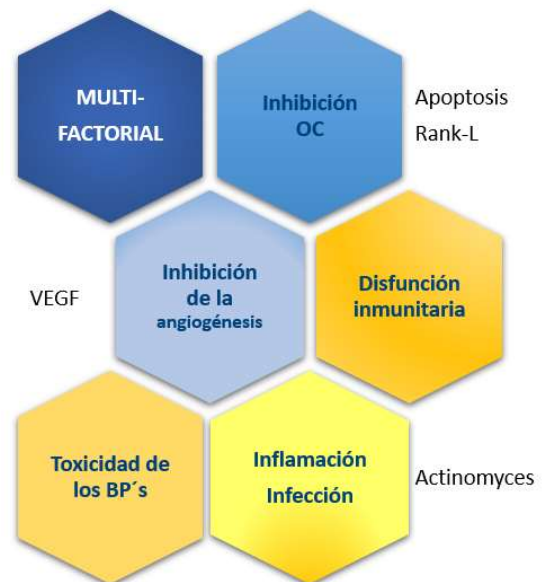 MULTI-
FACTORIAL
Inhibición
OC
Apoptosis
Rank-L
VEGF
Inhibición
de la
angiogénesis
Disfunción
inmunitaria
Toxicidad de
los BP´s
Inflamación
Infección
Actinomyces